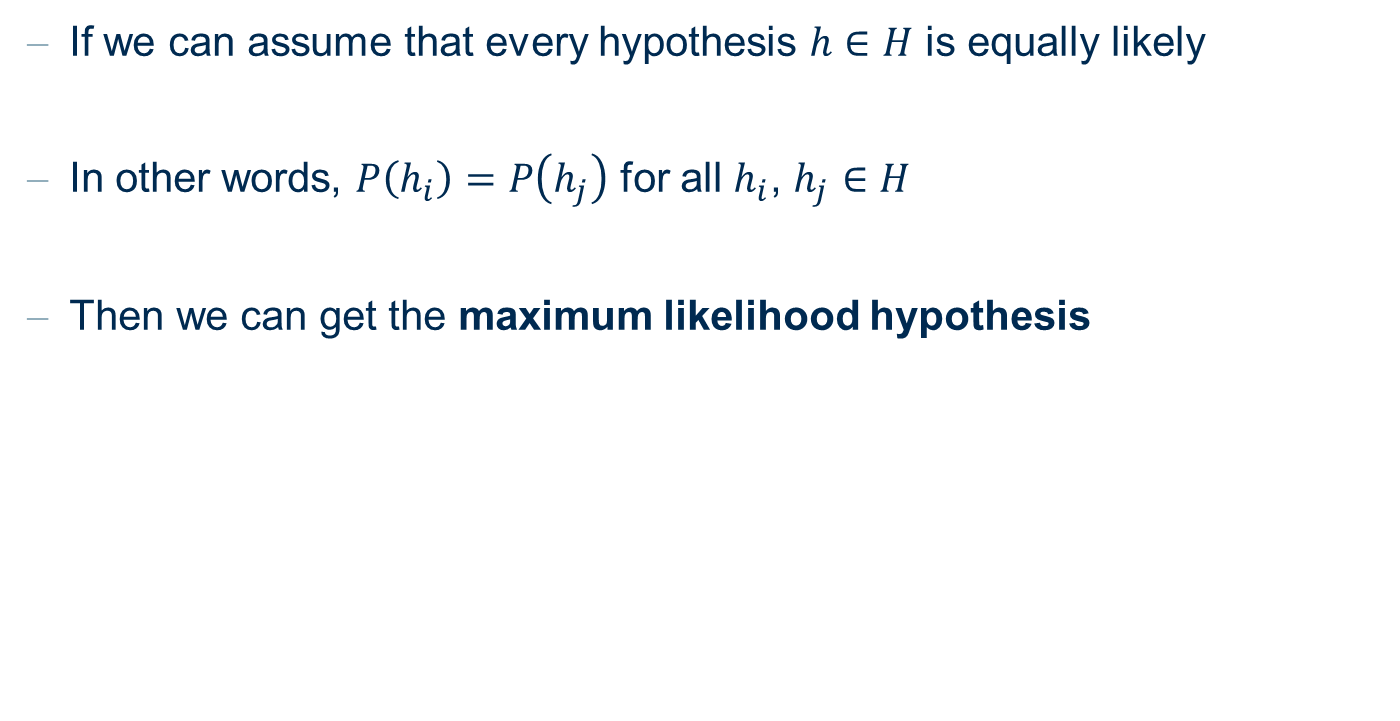 – If we can assume that every hypothesis ℎ ∈ 𝐻 is equally likely
– In other words, 𝑃(ℎᵢ) = 𝑃(ℎⱼ) for all ℎᵢ, ℎⱼ ∈ 𝐻
– Then we can get the maximum likelihood hypothesis